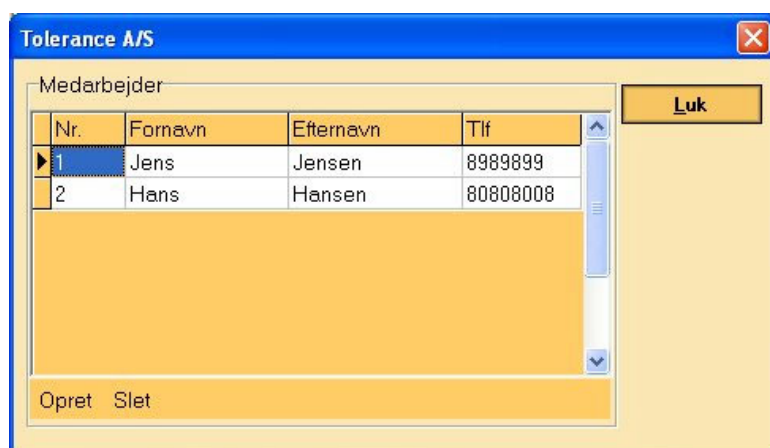 Tolerance A/S
Medarbejder
Luk
Nr. Fornavn Efternavn Tlf
1 Jens Jensen 8989899
2 Hans Hansen 80808008
Opret Slet